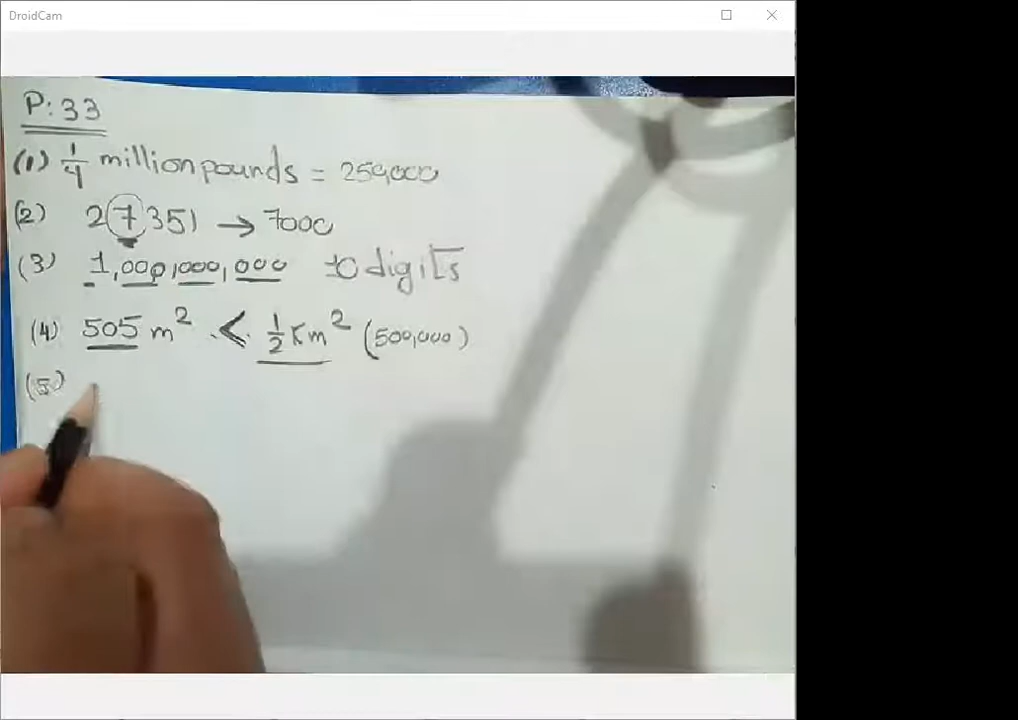 DroidCam
P: 33
(1) 1/4 million pounds = 250,000
(2) 27351 → 7000
(3) 1,000,000,000 10 digits
(4) 505 m² < 1/2 Km² (500,000)
(5)